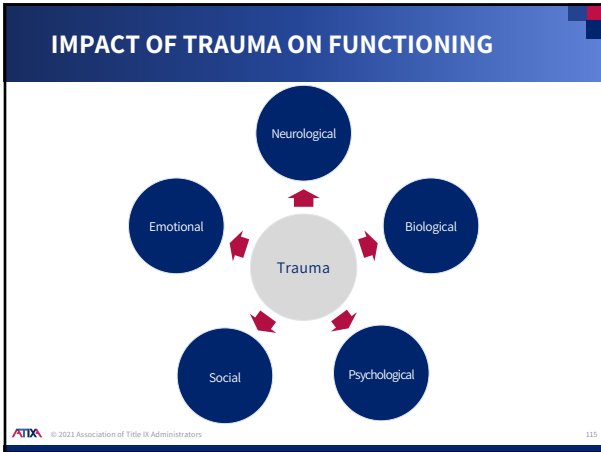 IMPACT OF TRAUMA ON FUNCTIONING
Neurological
Emotional
Biological
Trauma
Social
Psychological
ATIXA © 2021 Association of Title IX Administrators
115